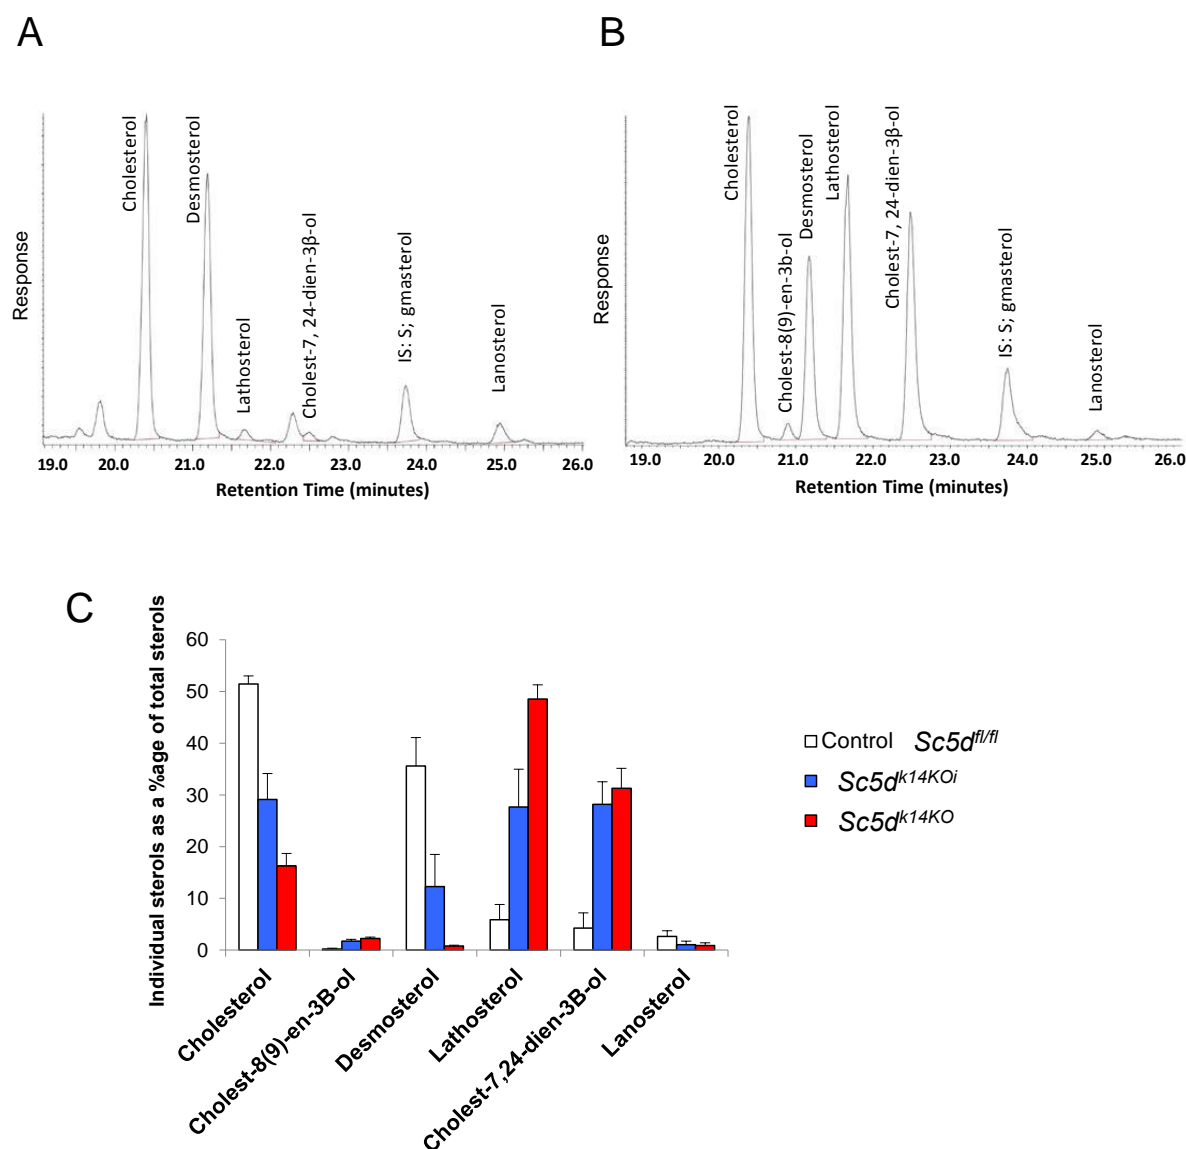 A
B
Cholesterol
Desmosterol
Lathosterol
Cholest-7, 24-dien-3β-ol
IS: S; gmasterol
Lanosterol
Response
19.0 20.0 21.0 22.0 23.0 24.0 25.0 26.0
Retention Time (minutes)
Cholesterol
Cholest-8(9)-en-3b-ol
Desmosterol
Lathosterol
Cholest-7, 24-dien-3β-ol
IS: S; gmasterol
Lanosterol
Response
19.0 20.0 21.0 22.0 23.0 24.0 25.0 26.0
Retention Time (minutes)
C
Individual sterols as a %age of total sterols
60
50
40
30
20
10
0
Cholesterol
Cholest-8(9)-en-3B-ol
Desmosterol
Lathosterol
Cholest-7,24-dien-3B-ol
Lanosterol
Control Sc5dfl/fl
Sc5dk14KOi
Sc5dk14KO